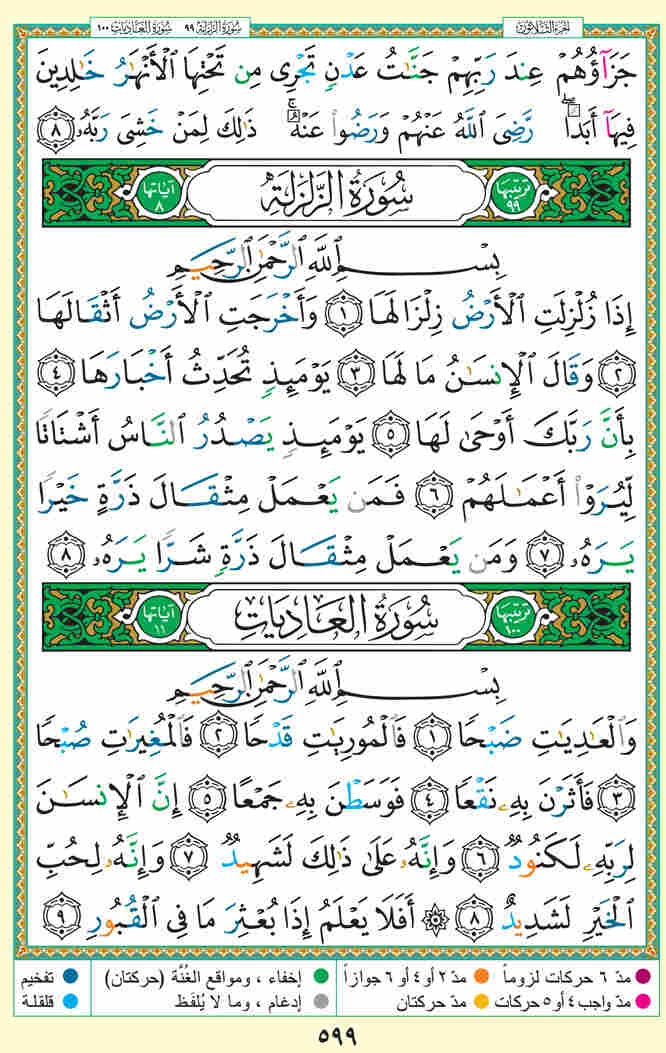 الجزء الثلاثون سورة الزلزلة ٩٩ سورة العاديات ١٠٠
جَزَآؤُهُمْ عِندَ رَبِّهِمْ جَنَّٰتُ عَدْنٍ تَجْرِى مِن تَحْتِهَا ٱلْأَنْهَٰرُ خَٰلِدِينَ
فِيهَآ أَبَدًۭا ۖ رَّضِىَ ٱللَّهُ عَنْهُمْ وَرَضُوا۟ عَنْهُ ۚ ذَٰلِكَ لِمَنْ خَشِىَ رَبَّهُۥ ٨
ترتيبها ٩٩ سُورَةُ الزَّلْزَلَةِ آياتها ٨
بِسْمِ ٱللَّهِ ٱلرَّحْمَٰنِ ٱلرَّحِيمِ
إِذَا زُلْزِلَتِ ٱلْأَرْضُ زِلْزَالَهَا ١ وَأَخْرَجَتِ ٱلْأَرْضُ أَثْقَالَهَا
٢ وَقَالَ ٱلْإِنسَٰنُ مَا لَهَا ٣ يَوْمَئِذٍۢ تُحَدِّثُ أَخْبَارَهَا ٤
بِأَنَّ رَبَّكَ أَوْحَىٰ لَهَا ٥ يَوْمَئِذٍۢ يَصْدُرُ ٱلنَّاسُ أَشْتَاتًۭا
لِّيُرَوْا۟ أَعْمَٰلَهُمْ ٦ فَمَن يَعْمَلْ مِثْقَالَ ذَرَّةٍ خَيْرًۭا
يَرَهُۥ ٧ وَمَن يَعْمَلْ مِثْقَالَ ذَرَّةٍۢ شَرًّۭا يَرَهُۥ ٨
ترتيبها ١٠٠ سُورَةُ العَادِيَاتِ آياتها ١١
بِسْمِ ٱللَّهِ ٱلرَّحْمَٰنِ ٱلرَّحِيمِ
وَٱلْعَٰدِيَٰتِ ضَبْحًۭا ١ فَٱلْمُورِيَٰتِ قَدْحًۭا ٢ فَٱلْمُغِيرَٰتِ صُبْحًۭا
٣ فَأَثَرْنَ بِهِۦ نَقْعًۭا ٤ فَوَسَطْنَ بِهِۦ جَمْعًا ٥ إِنَّ ٱلْإِنسَٰنَ
لِرَبِّهِۦ لَكَنُودٌۭ ٦ وَإِنَّهُۥ عَلَىٰ ذَٰلِكَ لَشَهِيدٌۭ ٧ وَإِنَّهُۥ لِحُبِّ
ٱلْخَيْرِ لَشَدِيدٌ ٨ ۞ أَفَلَا يَعْلَمُ إِذَا بُعْثِرَ مَا فِى ٱلْقُبُورِ ٩
مدّ ٦ حركات لزوماً مدّ ٢ أو ٤ أو ٦ جوازاً إخفاء ، ومواقع الغُنَّة (حركتان) تفخيم
مدّ واجب ٤ أو ٥ حركات مدّ حركتان إدغام ، وما لا يُلفَظ قلقلة
٥٩٩